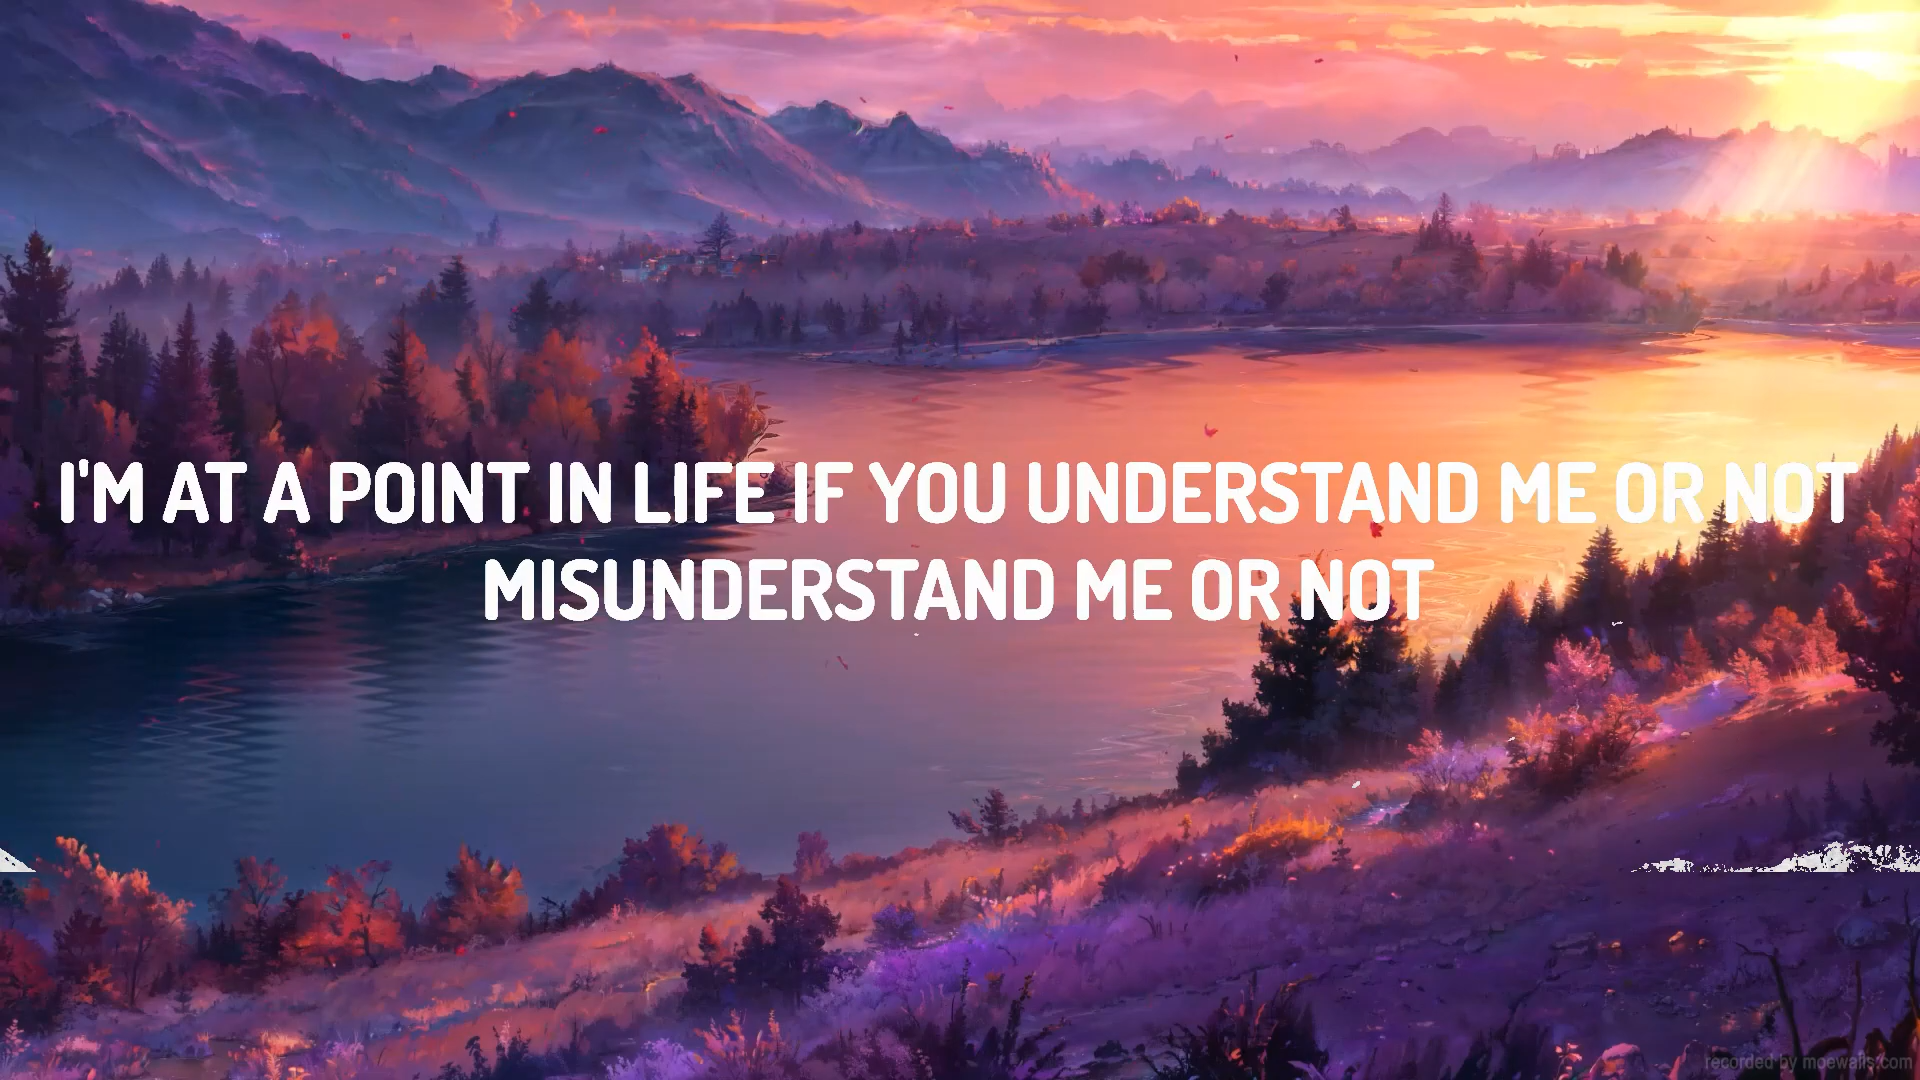 I'M AT A POINT IN LIFE IF YOU UNDERSTAND ME OR NOT
MISUNDERSTAND ME OR NOT
recorded by moewalls.com